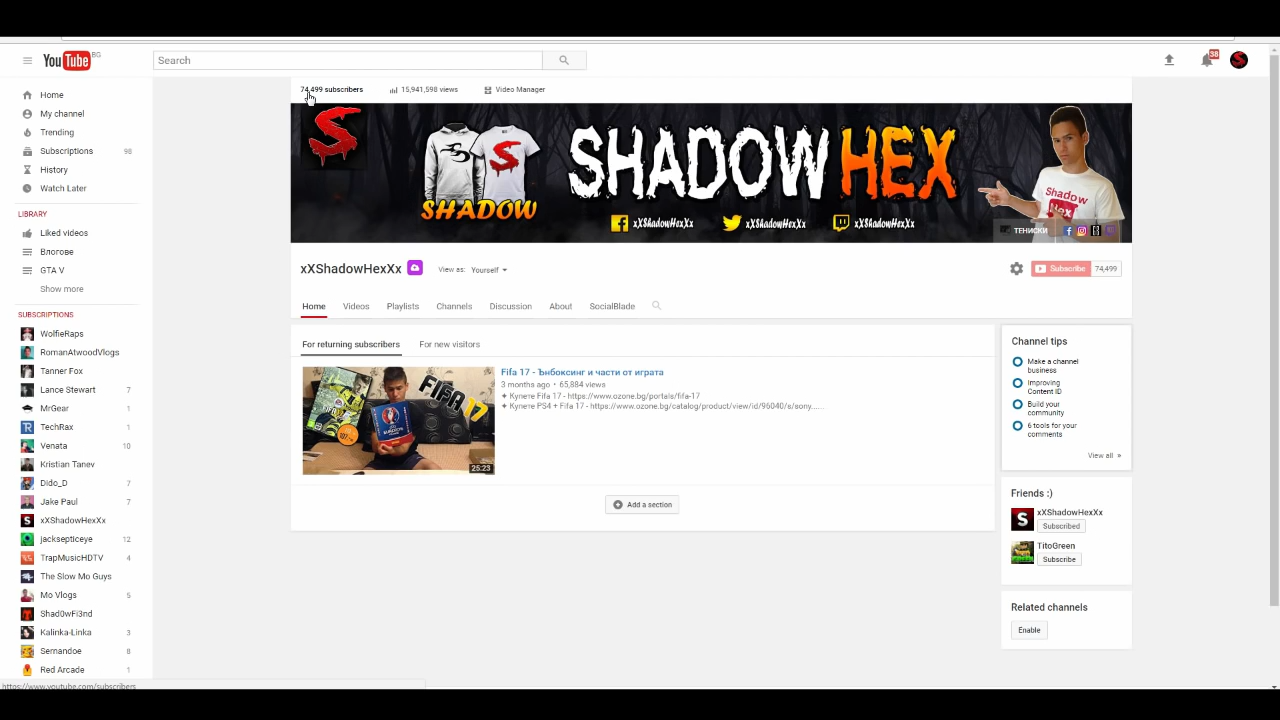 YouTube BG
Search
38
Home
My channel
Trending
Subscriptions 98
History
Watch Later
LIBRARY
Liked videos
Влогове
GTA V
Show more
SUBSCRIPTIONS
WolfieRaps
RomanAtwoodVlogs
Tanner Fox
Lance Stewart 7
MrGear 1
TechRax 1
Venata 10
Kristian Tanev
Dido_D 7
Jake Paul 7
xXShadowHexXx
jacksepticeye 12
TrapMusicHDTV 4
The Slow Mo Guys
Mo Vlogs 5
Shad0wFi3nd
Kalinka-Linka 3
Sernandoe 8
Red Arcade 1
https://www.youtube.com/subscribers
74,499 subscribers 15,941,598 views Video Manager
S
S
SHADOW
SHADOWHEX
xXShadowHexXx xXShadowHexXx xXShadowHexXx
Shadow
Hex
ТЕНИСКИ
xXShadowHexXx View as: Yourself
Subscribe 74,499
Home Videos Playlists Channels Discussion About SocialBlade
For returning subscribers For new visitors
FIFA 17
25:23
Fifa 17 - Ънбоксинг и части от играта
3 months ago • 65,884 views
✦ Купете Fifa 17 - https://www.ozone.bg/portals/fifa-17
✦ Купете PS4 + Fifa 17 - https://www.ozone.bg/catalog/product/view/id/96040/s/sony......
Add a section
Channel tips
Make a channel
business
Improving
Content ID
Build your
community
6 tools for your
comments
View all »
Friends :)
S
xXShadowHexXx
Subscribed
TitoGreen
Subscribe
Related channels
Enable